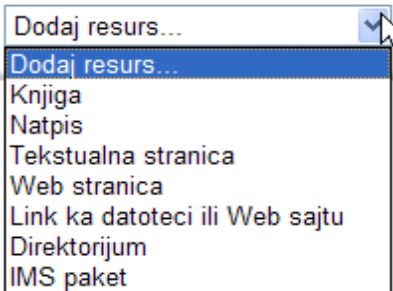 Dodaj resurs...
Dodaj resurs...
Knjiga
Natpis
Tekstualna stranica
Web stranica
Link ka datoteci ili Web sajtu
Direktorijum
IMS paket